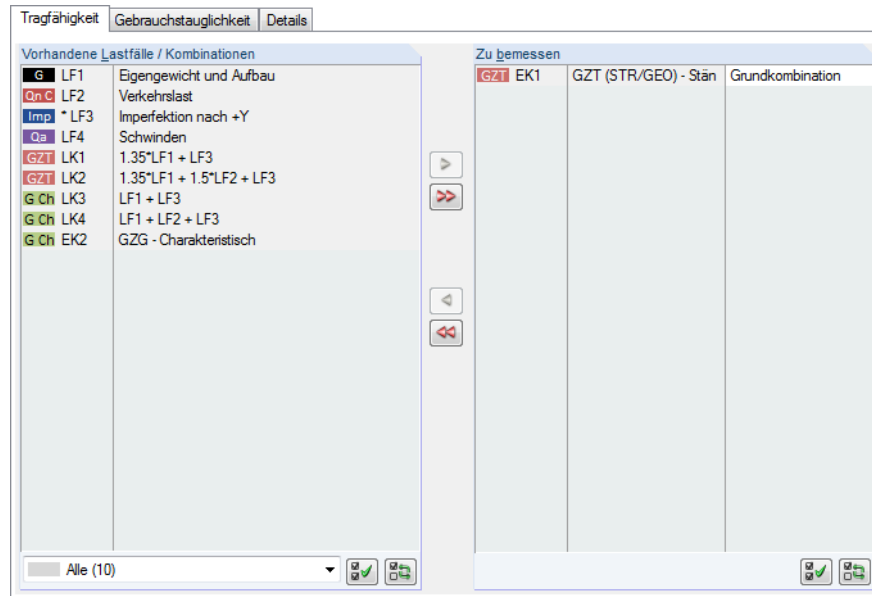 Tragfähigkeit Gebrauchstauglichkeit Details
Vorhandene Lastfälle / Kombinationen
G LF1 Eigengewicht und Aufbau
Qn C LF2 Verkehrslast
Imp * LF3 Imperfektion nach +Y
Qa LF4 Schwinden
GZT LK1 1.35*LF1 + LF3
GZT LK2 1.35*LF1 + 1.5*LF2 + LF3
G Ch LK3 LF1 + LF3
G Ch LK4 LF1 + LF2 + LF3
G Ch EK2 GZG - Charakteristisch
Alle (10)
Zu bemessen
GZT EK1 GZT (STR/GEO) - Stän Grundkombination